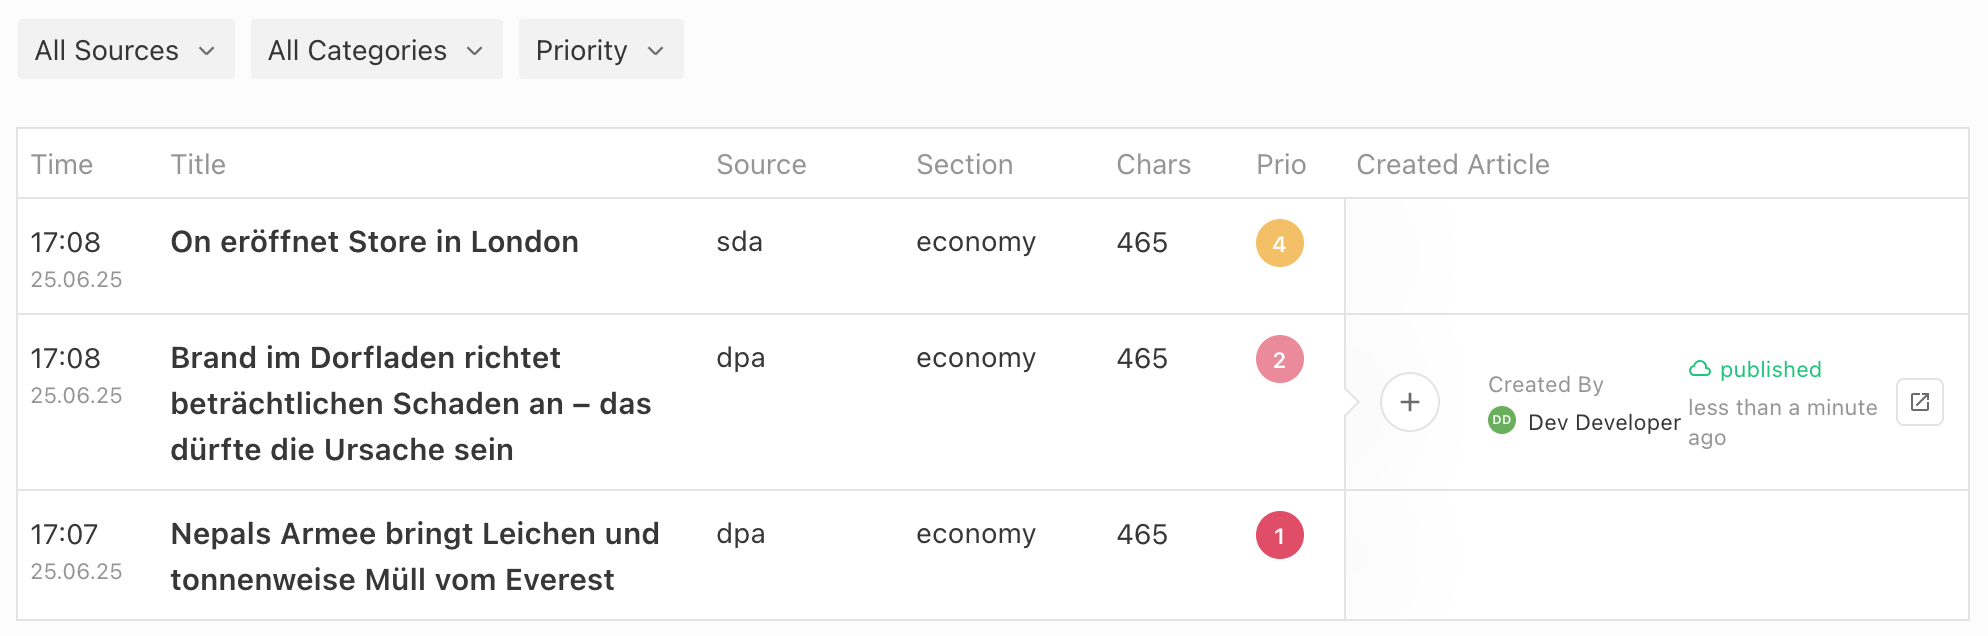 All Sources
All Categories
Priority
Time Title Source Section Chars Prio Created Article
17:08 On eröffnet Store in London sda economy 465 4
25.06.25
17:08 Brand im Dorfladen richtet dpa economy 465 2
25.06.25
beträchtlichen Schaden an – das
dürfte die Ursache sein
Created By
DD Dev Developer
published
less than a minute
ago
17:07 Nepals Armee bringt Leichen und dpa economy 465 1
25.06.25
tonnenweise Müll vom Everest